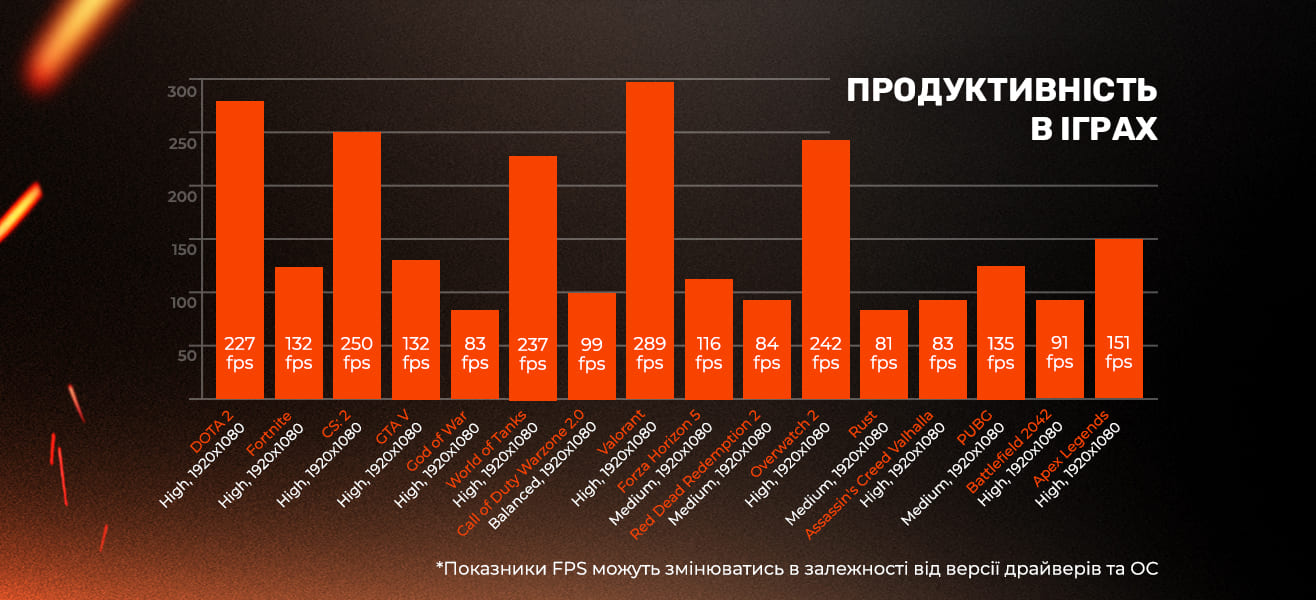 ПРОДУКТИВНІСТЬ
В ІГРАХ
300
250
200
150
100
50
227
fps
132
fps
250
fps
132
fps
83
fps
237
fps
99
fps
289
fps
116
fps
84
fps
242
fps
81
fps
83
fps
135
fps
91
fps
151
fps
DOTA 2
High, 1920x1080
Fortnite
High, 1920x1080
CS: 2
High, 1920x1080
GTA V
High, 1920x1080
God of War
High, 1920x1080
World of Tanks
High, 1920x1080
Call of Duty Warzone 2.0
Balanced, 1920x1080
Valorant
High, 1920x1080
Forza Horizon 5
Medium, 1920x1080
Red Dead Redemption 2
Medium, 1920x1080
Overwatch 2
High, 1920x1080
Rust
Medium, 1920x1080
Assassin's Creed Valhalla
High, 1920x1080
PUBG
Medium, 1920x1080
Battlefield 2042
High, 1920x1080
Apex Legends
High, 1920x1080
*Показники FPS можуть змінюватись в залежності від версії драйверів та ОС